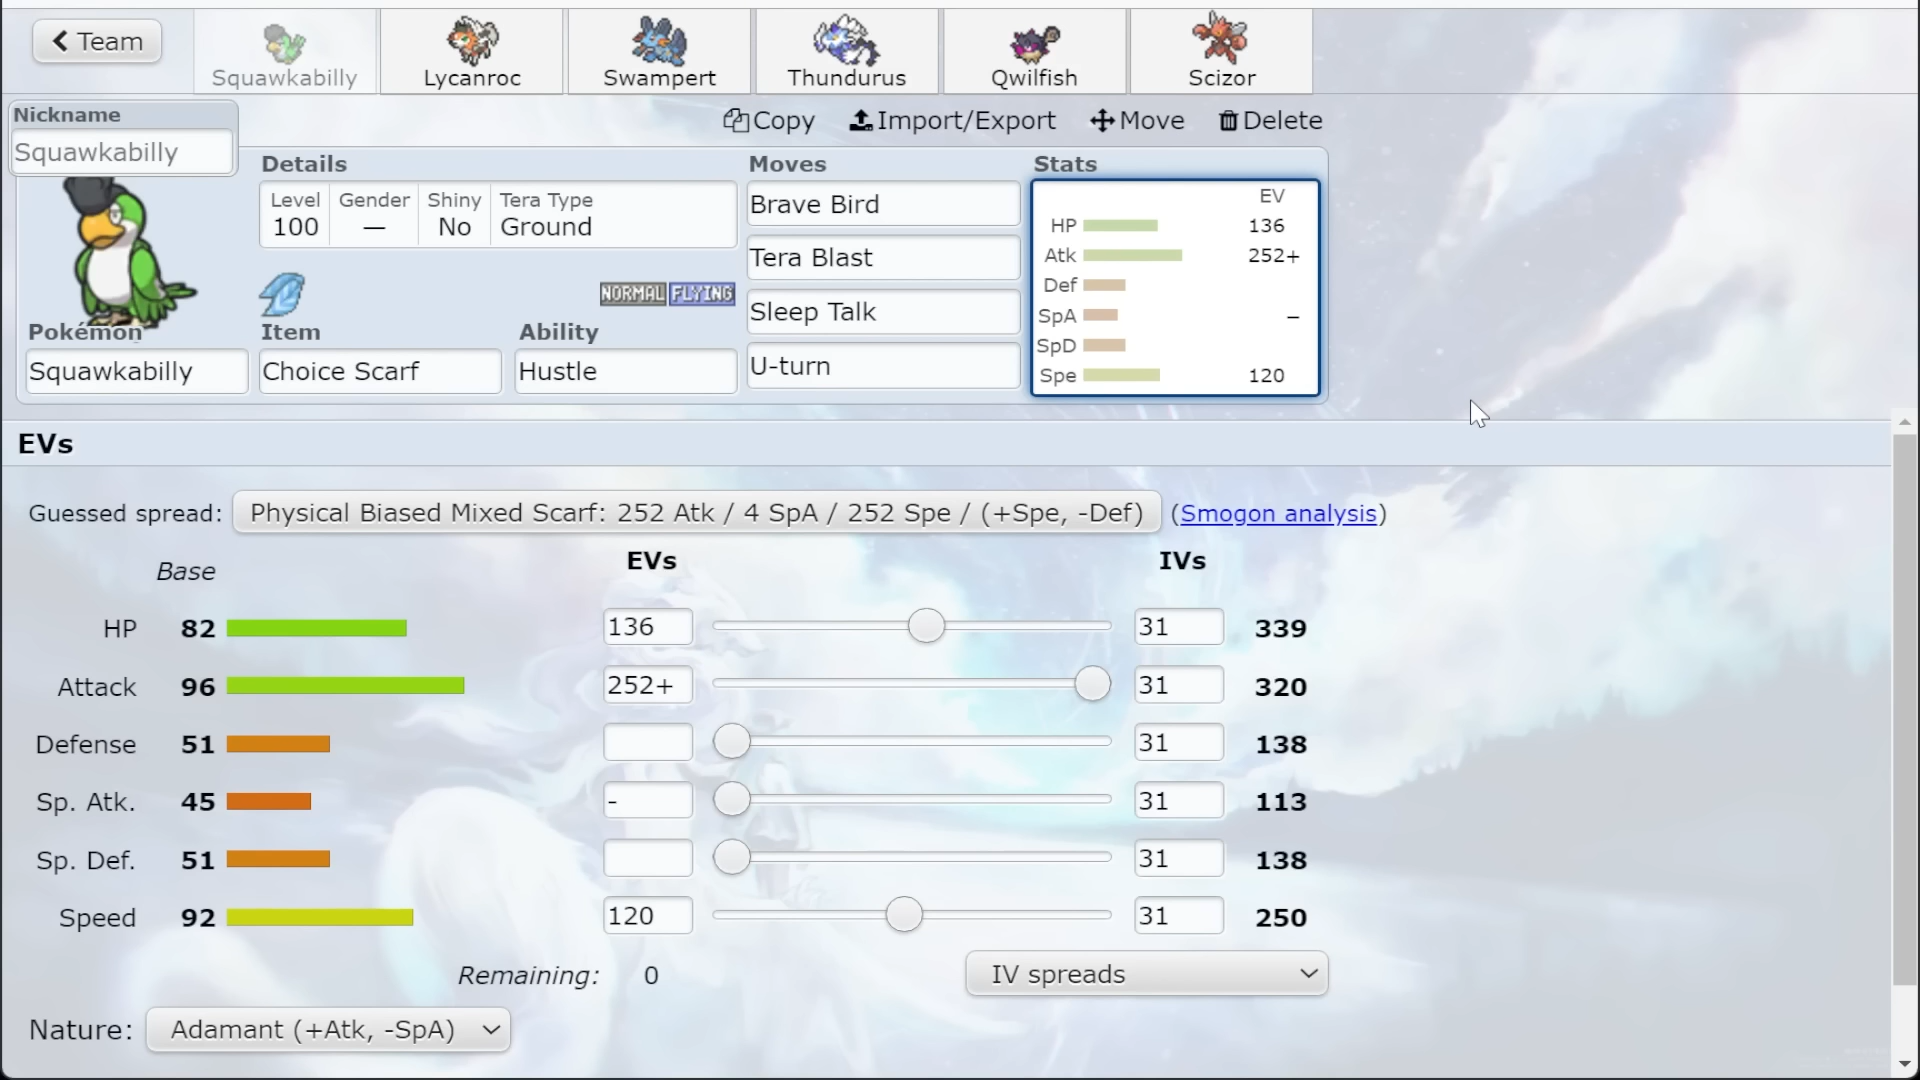 Team
Squawkabilly
Lycanroc
Swampert
Thundurus
Qwilfish
Scizor
Nickname
Squawkabilly
Copy
Import/Export
Move
Delete
Details
Level
100
Gender
—
Shiny
No
Tera Type
Ground
NORMAL FLYING
Pokémon
Squawkabilly
Item
Choice Scarf
Ability
Hustle
Moves
Brave Bird
Tera Blast
Sleep Talk
U-turn
Stats
EV
HP 136
Atk 252+
Def
SpA −
SpD
Spe 120
EVs
Guessed spread: Physical Biased Mixed Scarf: 252 Atk / 4 SpA / 252 Spe / (+Spe, -Def) (Smogon analysis)
Base EVs IVs
HP 82 136 31 339
Attack 96 252+ 31 320
Defense 51 31 138
Sp. Atk. 45 - 31 113
Sp. Def. 51 31 138
Speed 92 120 31 250
Remaining: 0 IV spreads
Nature: Adamant (+Atk, -SpA)